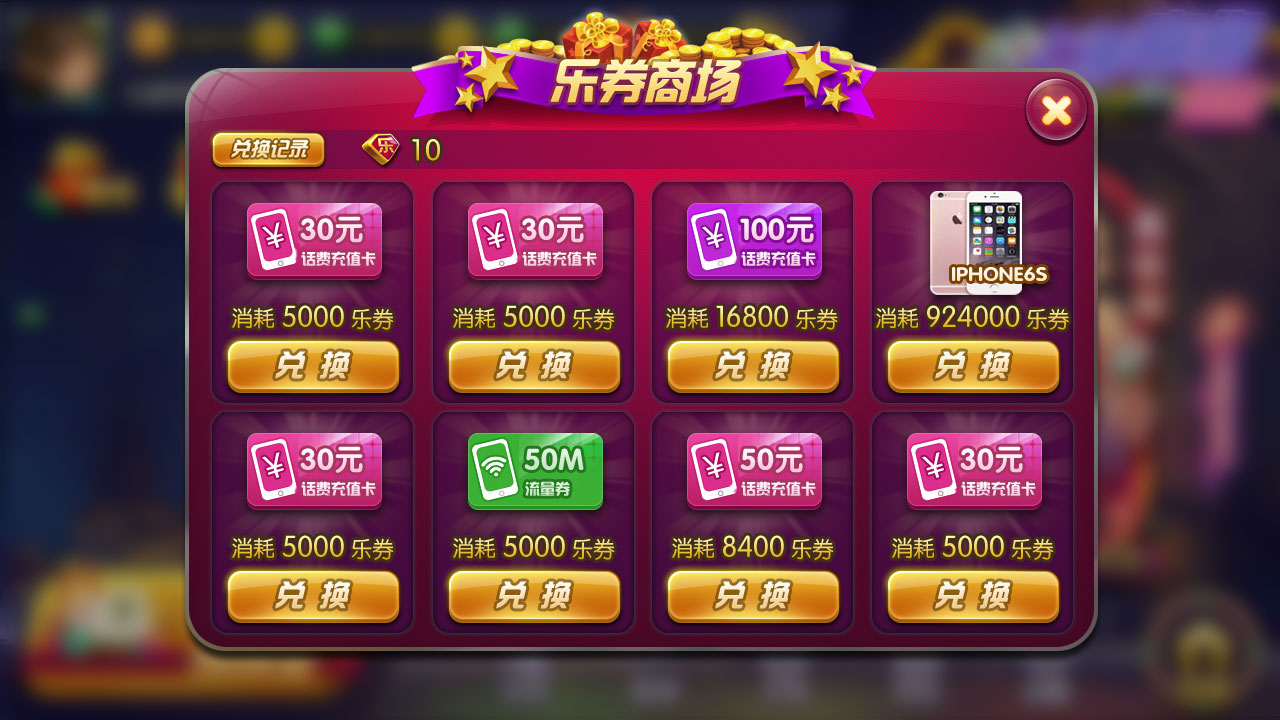 乐券商场
兑换记录
乐 10
¥ 30元
话费充值卡
消耗 5000 乐券
兑换
¥ 30元
话费充值卡
消耗 5000 乐券
兑换
¥ 100元
话费充值卡
消耗 16800 乐券
兑换
IPHONE6S
消耗 924000 乐券
兑换
¥ 30元
话费充值卡
消耗 5000 乐券
兑换
50M
流量券
消耗 5000 乐券
兑换
¥ 50元
话费充值卡
消耗 8400 乐券
兑换
¥ 30元
话费充值卡
消耗 5000 乐券
兑换